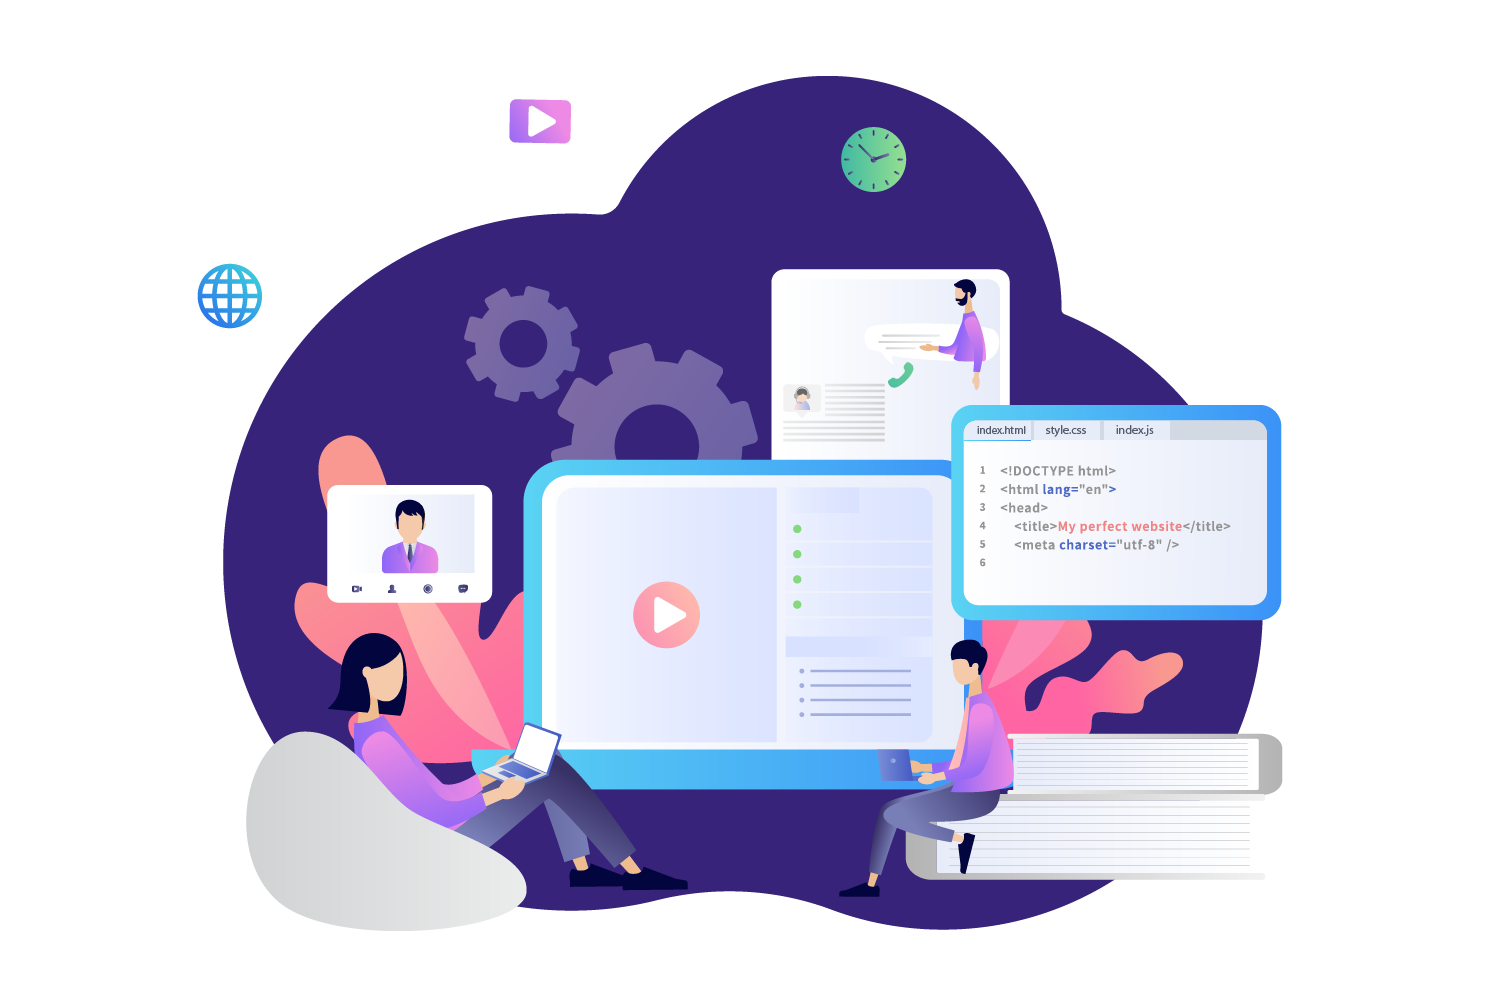 index.html style.css index.js
1 <!DOCTYPE html>
2 <html lang="en">
3 <head>
4 <title>My perfect website</title>
5 <meta charset="utf-8" />
6